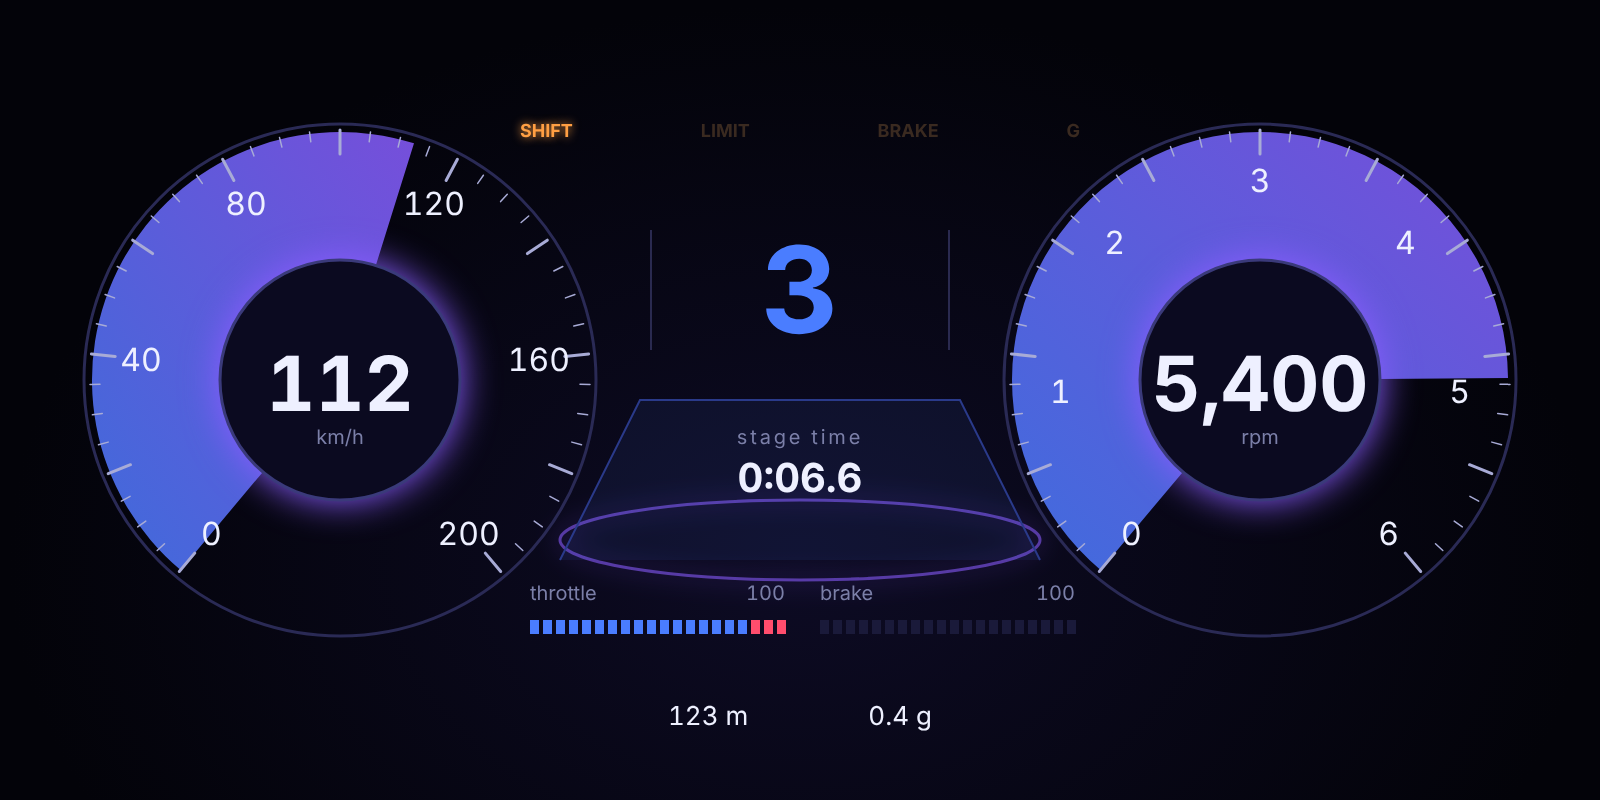 SHIFT LIMIT BRAKE G
80 120
40 160
0 200
112
km/h
3
stage time
0:06.6
throttle 100 brake 100
123 m 0.4 g
3
2 4
1 5
0 6
5,400
rpm